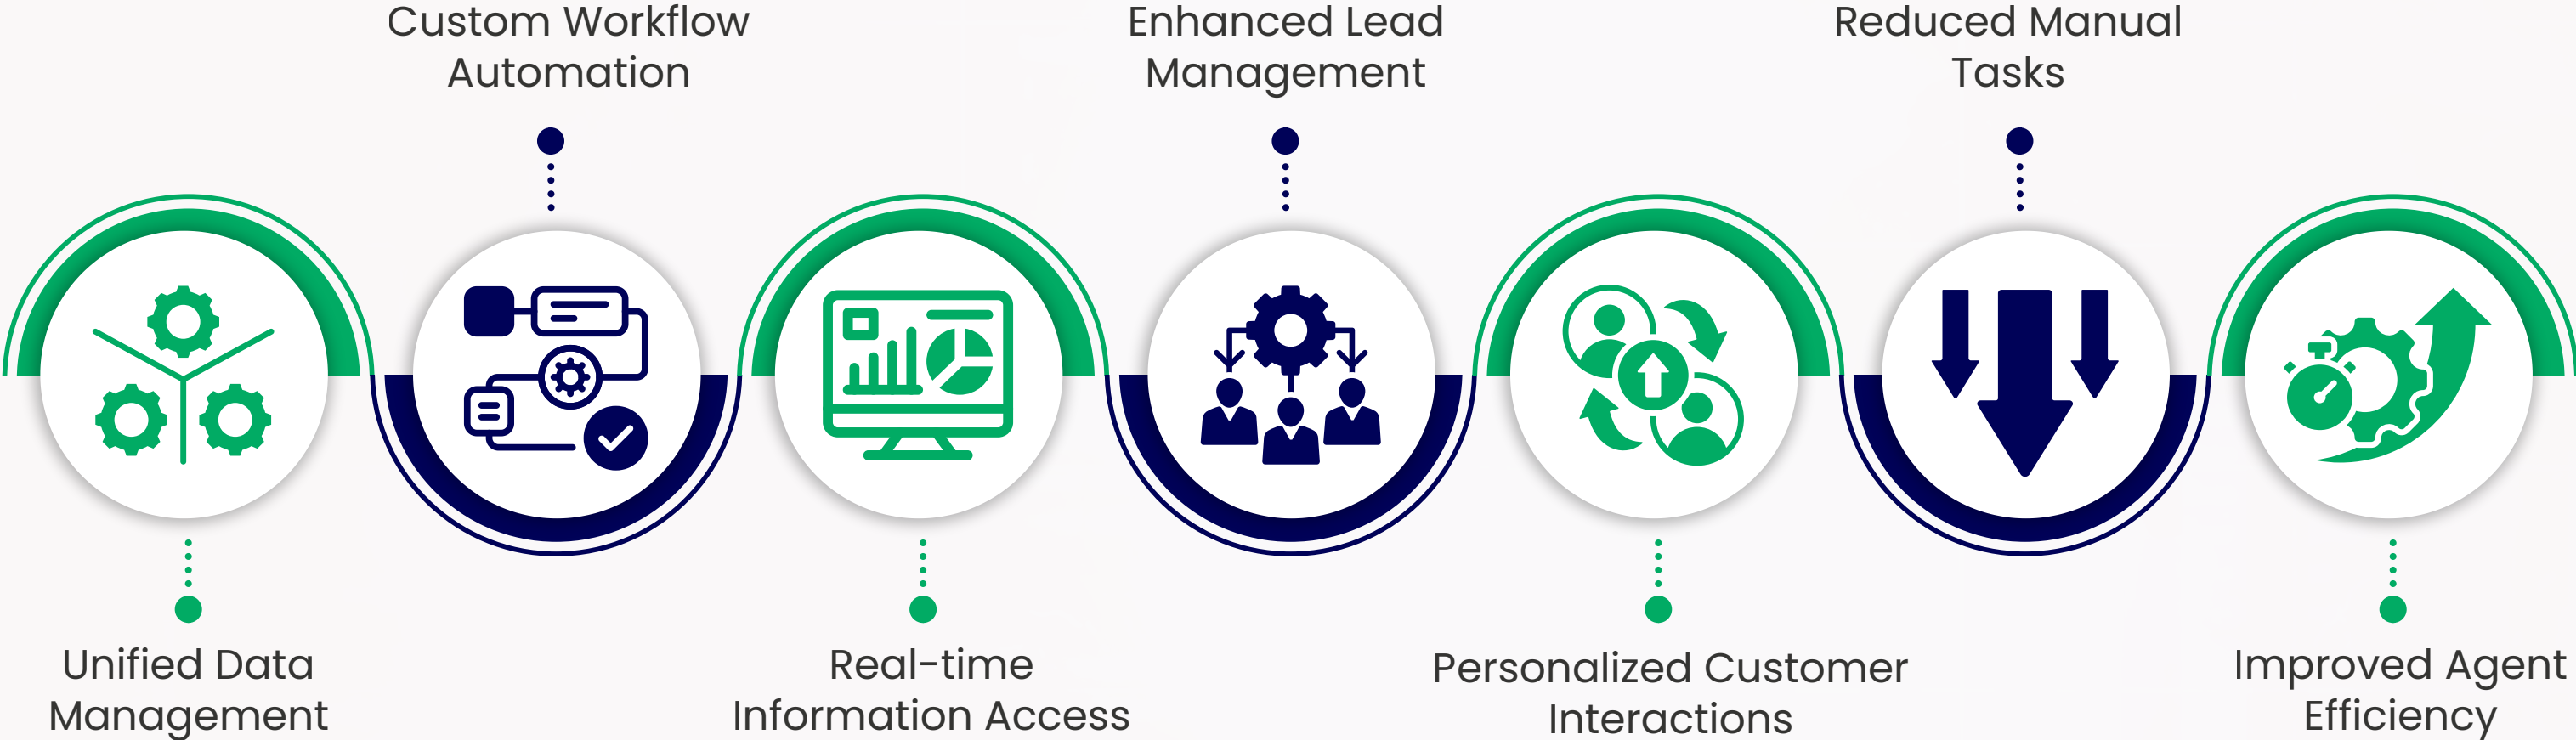 Custom Workflow
Automation
Enhanced Lead
Management
Reduced Manual
Tasks
Unified Data
Management
Real-time
Information Access
Personalized Customer
Interactions
Improved Agent
Efficiency